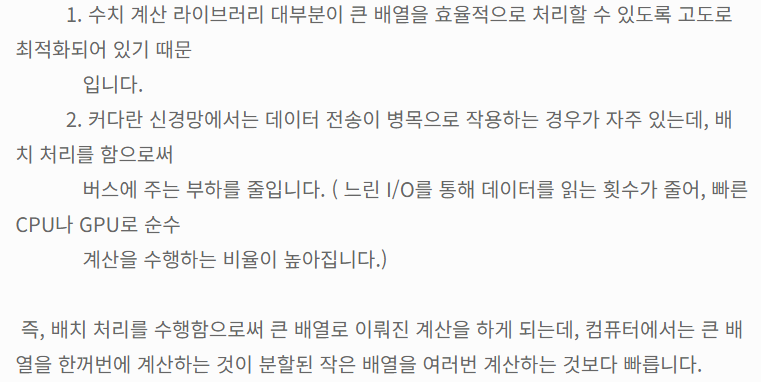 1. 수치 계산 라이브러리 대부분이 큰 배열을 효율적으로 처리할 수 있도록 고도로
최적화되어 있기 때문
입니다.
2. 커다란 신경망에서는 데이터 전송이 병목으로 작용하는 경우가 자주 있는데, 배
치 처리를 함으로써
버스에 주는 부하를 줄입니다. ( 느린 I/O를 통해 데이터를 읽는 횟수가 줄어, 빠른
CPU나 GPU로 순수
계산을 수행하는 비율이 높아집니다.)
즉, 배치 처리를 수행함으로써 큰 배열로 이뤄진 계산을 하게 되는데, 컴퓨터에서는 큰 배
열을 한꺼번에 계산하는 것이 분할된 작은 배열을 여러번 계산하는 것보다 빠릅니다.